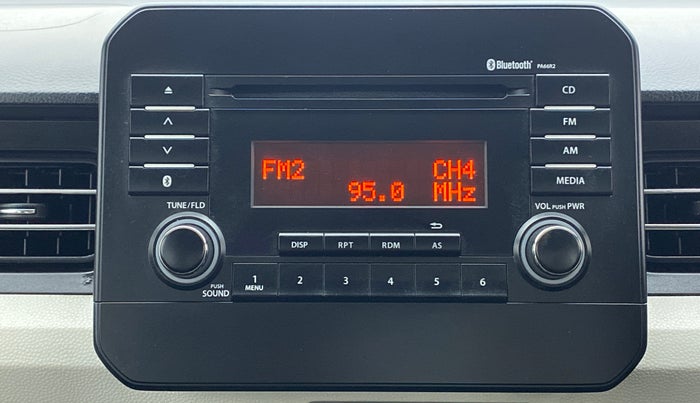 Bluetooth® PA66R2
CD
FM
AM
MEDIA
FM2 CH4
95.0 MHz
TUNE/FLD
VOL PUSH PWR
DISP RPT RDM AS
PUSH
SOUND
1 2 3 4 5 6
MENU